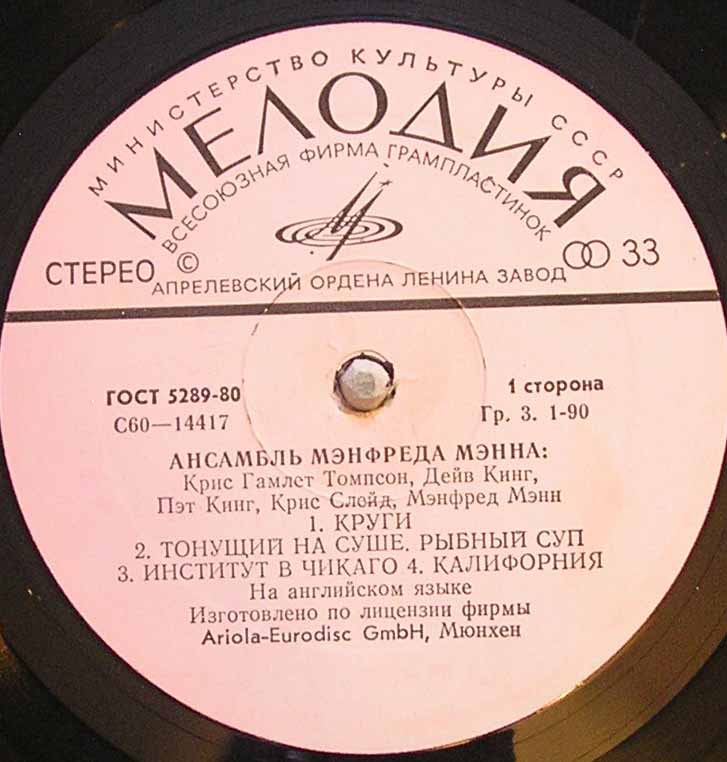 МИНИСТЕРСТВО КУЛЬТУРЫ СССР
МЕЛОДИЯ
ВСЕСОЮЗНАЯ ФИРМА ГРАМПЛАСТИНОК
СТЕРЕО © 33
АПРЕЛЕВСКИЙ ОРДЕНА ЛЕНИНА ЗАВОД
ГОСТ 5289-80 1 сторона
С60—14417 Гр. 3. 1-90
АНСАМБЛЬ МЭНФРЕДА МЭННА:
Крис Гамлет Томпсон, Дейв Кинг,
Пэт Кинг, Крис Слейд, Мэнфред Мэнн
1. КРУГИ
2. ТОНУЩИЙ НА СУШЕ. РЫБНЫЙ СУП
3. ИНСТИТУТ В ЧИКАГО 4. КАЛИФОРНИЯ
На английском языке
Изготовлено по лицензии фирмы
Ariola-Eurodisc GmbH, Мюнхен